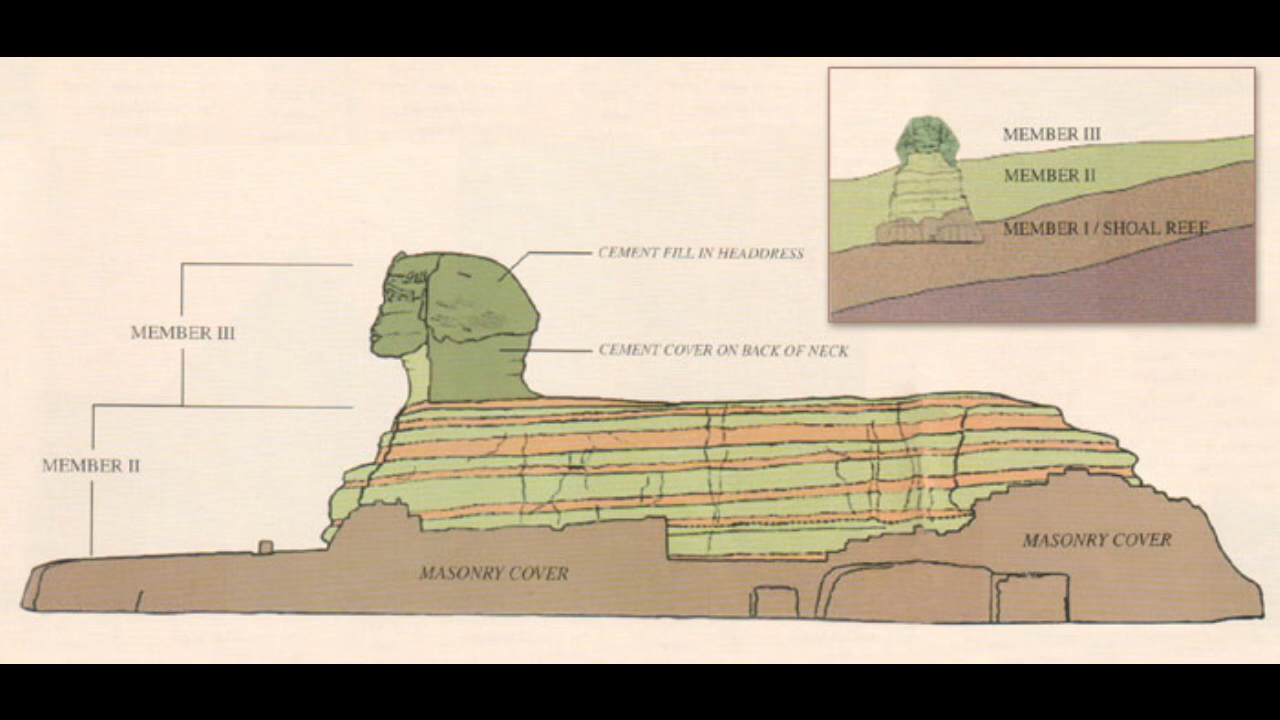 MEMBER III
MEMBER II
MEMBER I / SHOAL REEF
CEMENT FILL IN HEADDRESS
MEMBER III
CEMENT COVER ON BACK OF NECK
MEMBER II
MASONRY COVER
MASONRY COVER